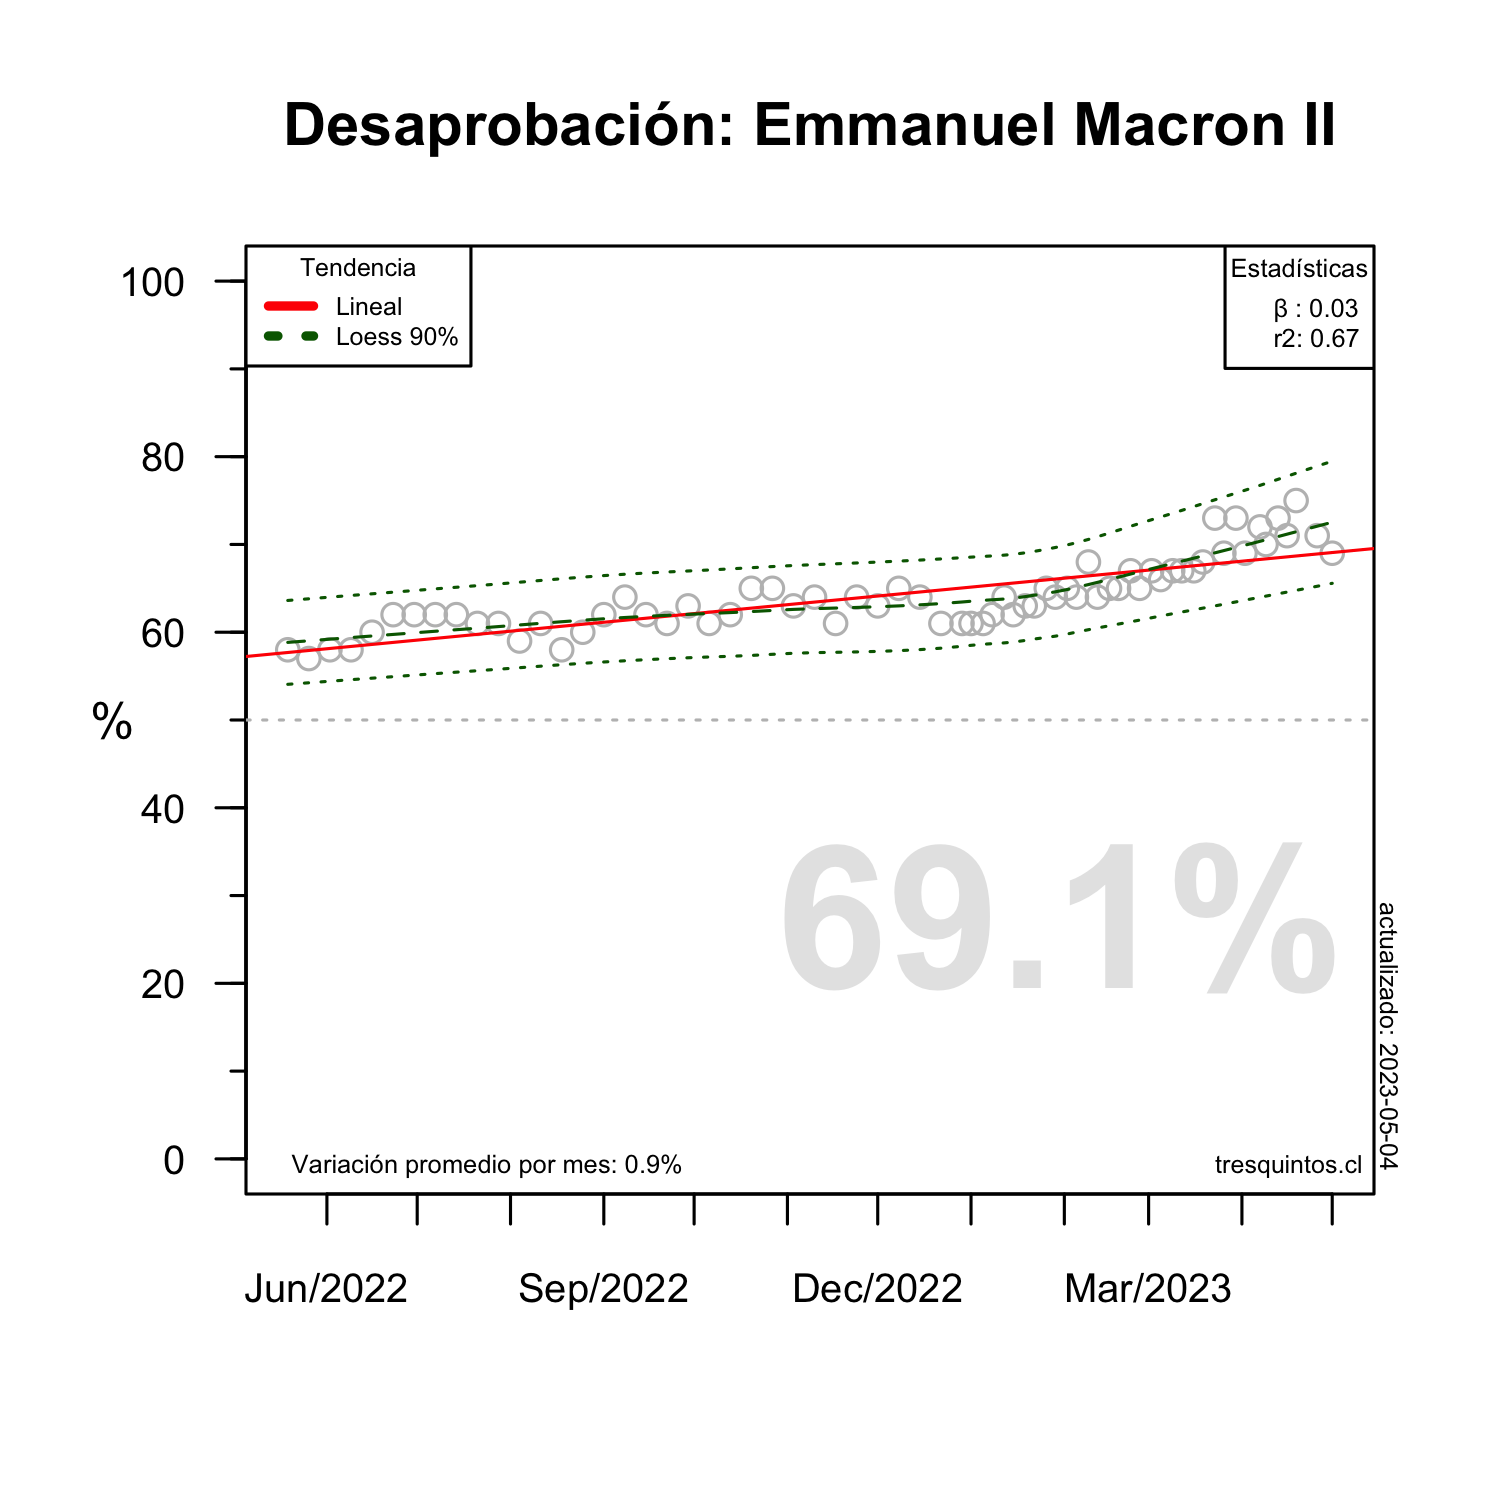 Desaprobación: Emmanuel Macron II
Tendencia
Lineal
Loess 90%
Estadísticas
β : 0.03
r2: 0.67
100
80
60
%
40
20
0
69.1%
actualizado: 2023-05-04
Variación promedio por mes: 0.9%
tresquintos.cl
Jun/2022
Sep/2022
Dec/2022
Mar/2023